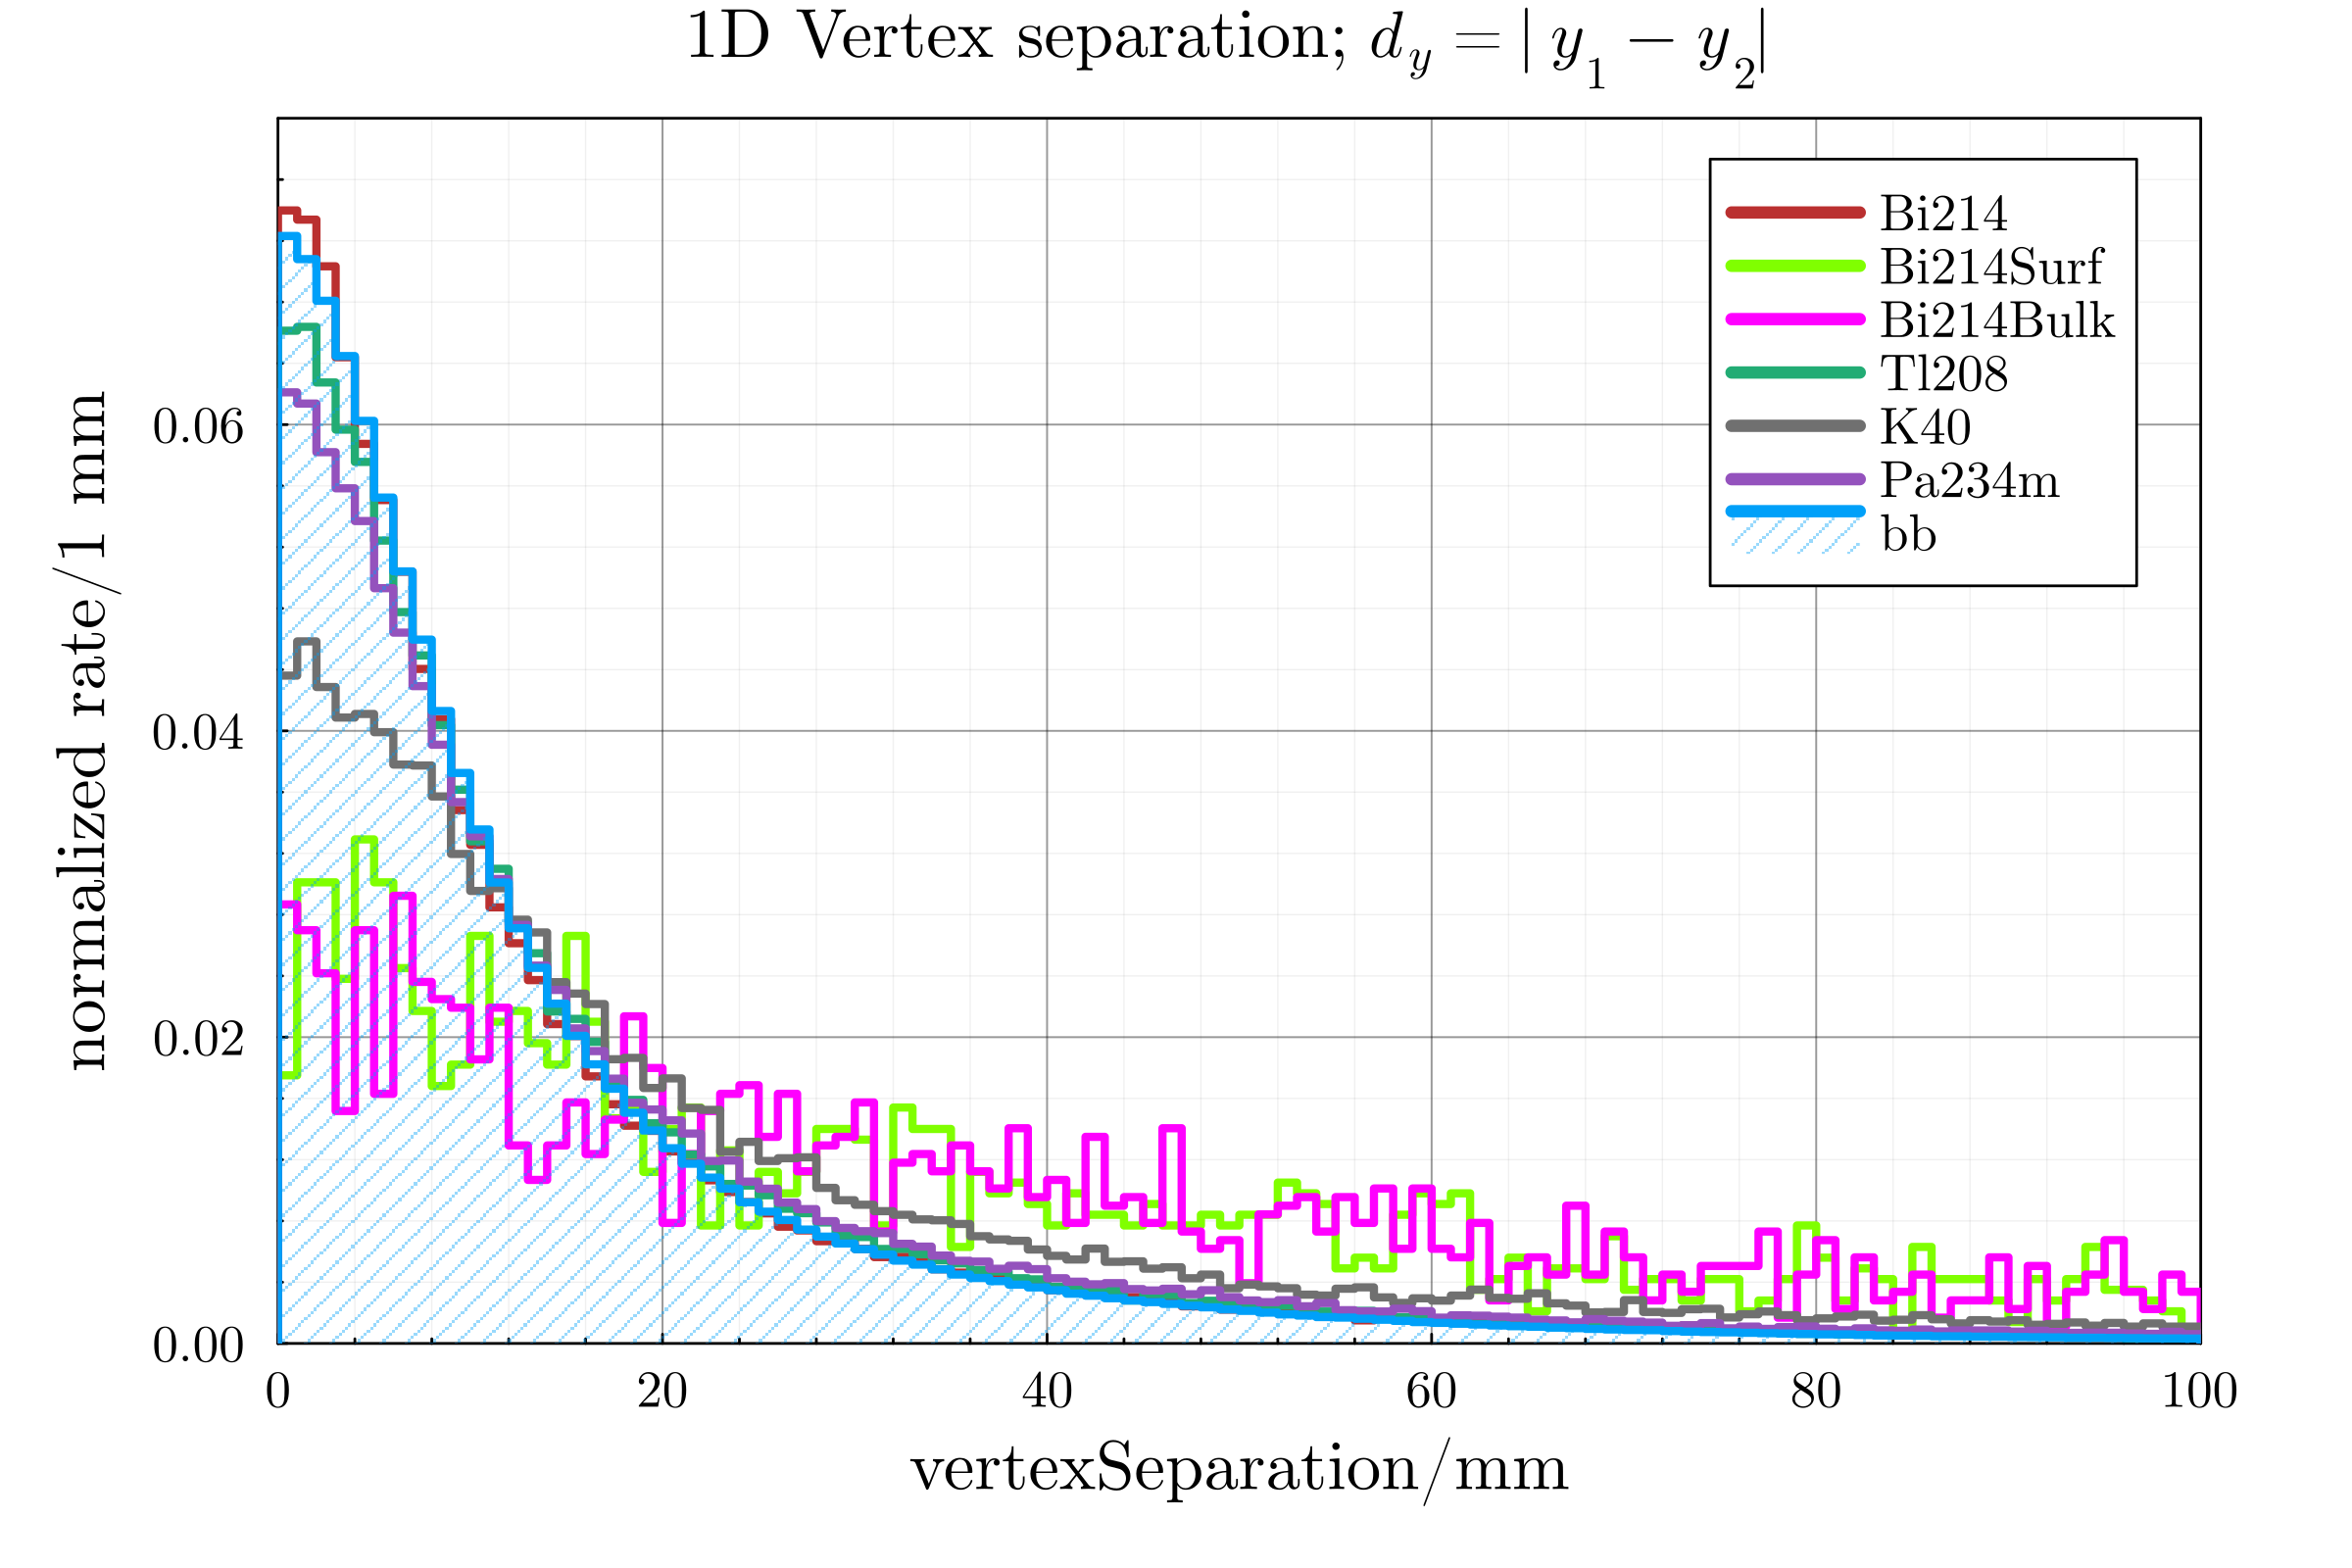 1D Vertex separation; d_y = | y_1 − y_2|
normalized rate/1 mm
0.06
0.04
0.02
0.00
0 20 40 60 80 100
vertexSeparation/mm
Bi214
Bi214Surf
Bi214Bulk
Tl208
K40
Pa234m
bb